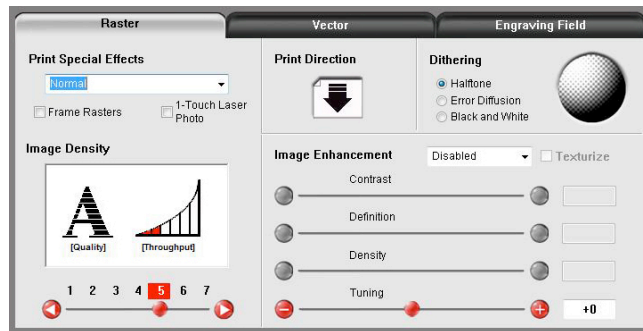 Raster
Vector
Engraving Field
Print Special Effects
Normal
Frame Rasters
1-Touch Laser
Photo
Print Direction
Dithering
Halftone
Error Diffusion
Black and White
Image Density
A
[Quality]
[Throughput]
1 2 3 4 5 6 7
Image Enhancement
Disabled
Texturize
Contrast
Definition
Density
Tuning
+0